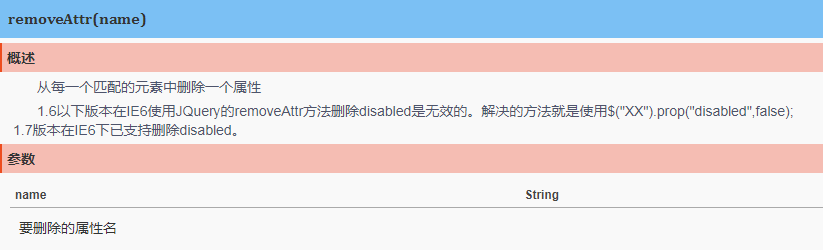 removeAttr(name)
概述
从每一个匹配的元素中删除一个属性
1.6以下版本在IE6使用JQuery的removeAttr方法删除disabled是无效的。解决的方法就是使用$("XX").prop("disabled",false);
1.7版本在IE6下已支持删除disabled。
参数
name String
要删除的属性名